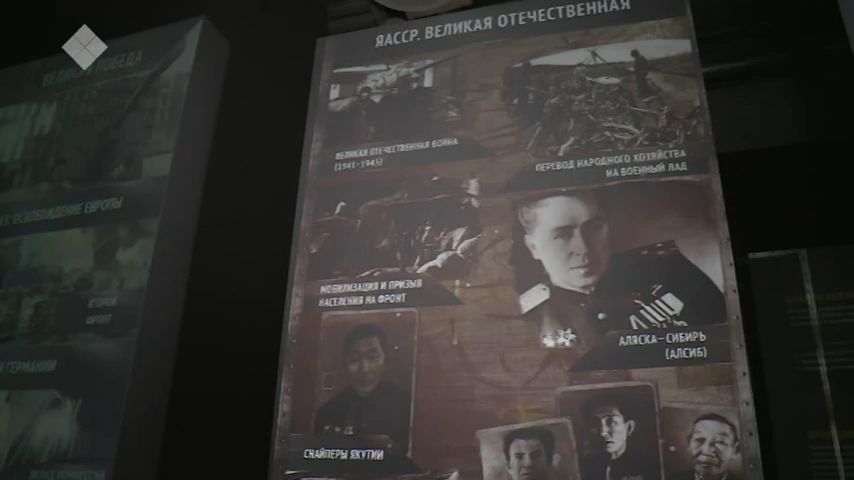 ВЕЛИКАЯ ПОБЕДА
ОСВОБОЖДЕНИЕ ЕВРОПЫ
ВТОРОЙ
ФРОНТ
ГЕРМАНИИ
ЯАССР. ВЕЛИКАЯ ОТЕЧЕСТВЕННАЯ
ВЕЛИКАЯ ОТЕЧЕСТВЕННАЯ ВОЙНА
(1941-1945)
ПЕРЕВОД НАРОДНОГО ХОЗЯЙСТВА
НА ВОЕННЫЙ ЛАД
МОБИЛИЗАЦИЯ И ПРИЗЫВ
НАСЕЛЕНИЯ НА ФРОНТ
АЛЯСКА - СИБИРЬ
(АЛСИБ)
СНАЙПЕРЫ ЯКУТИИ